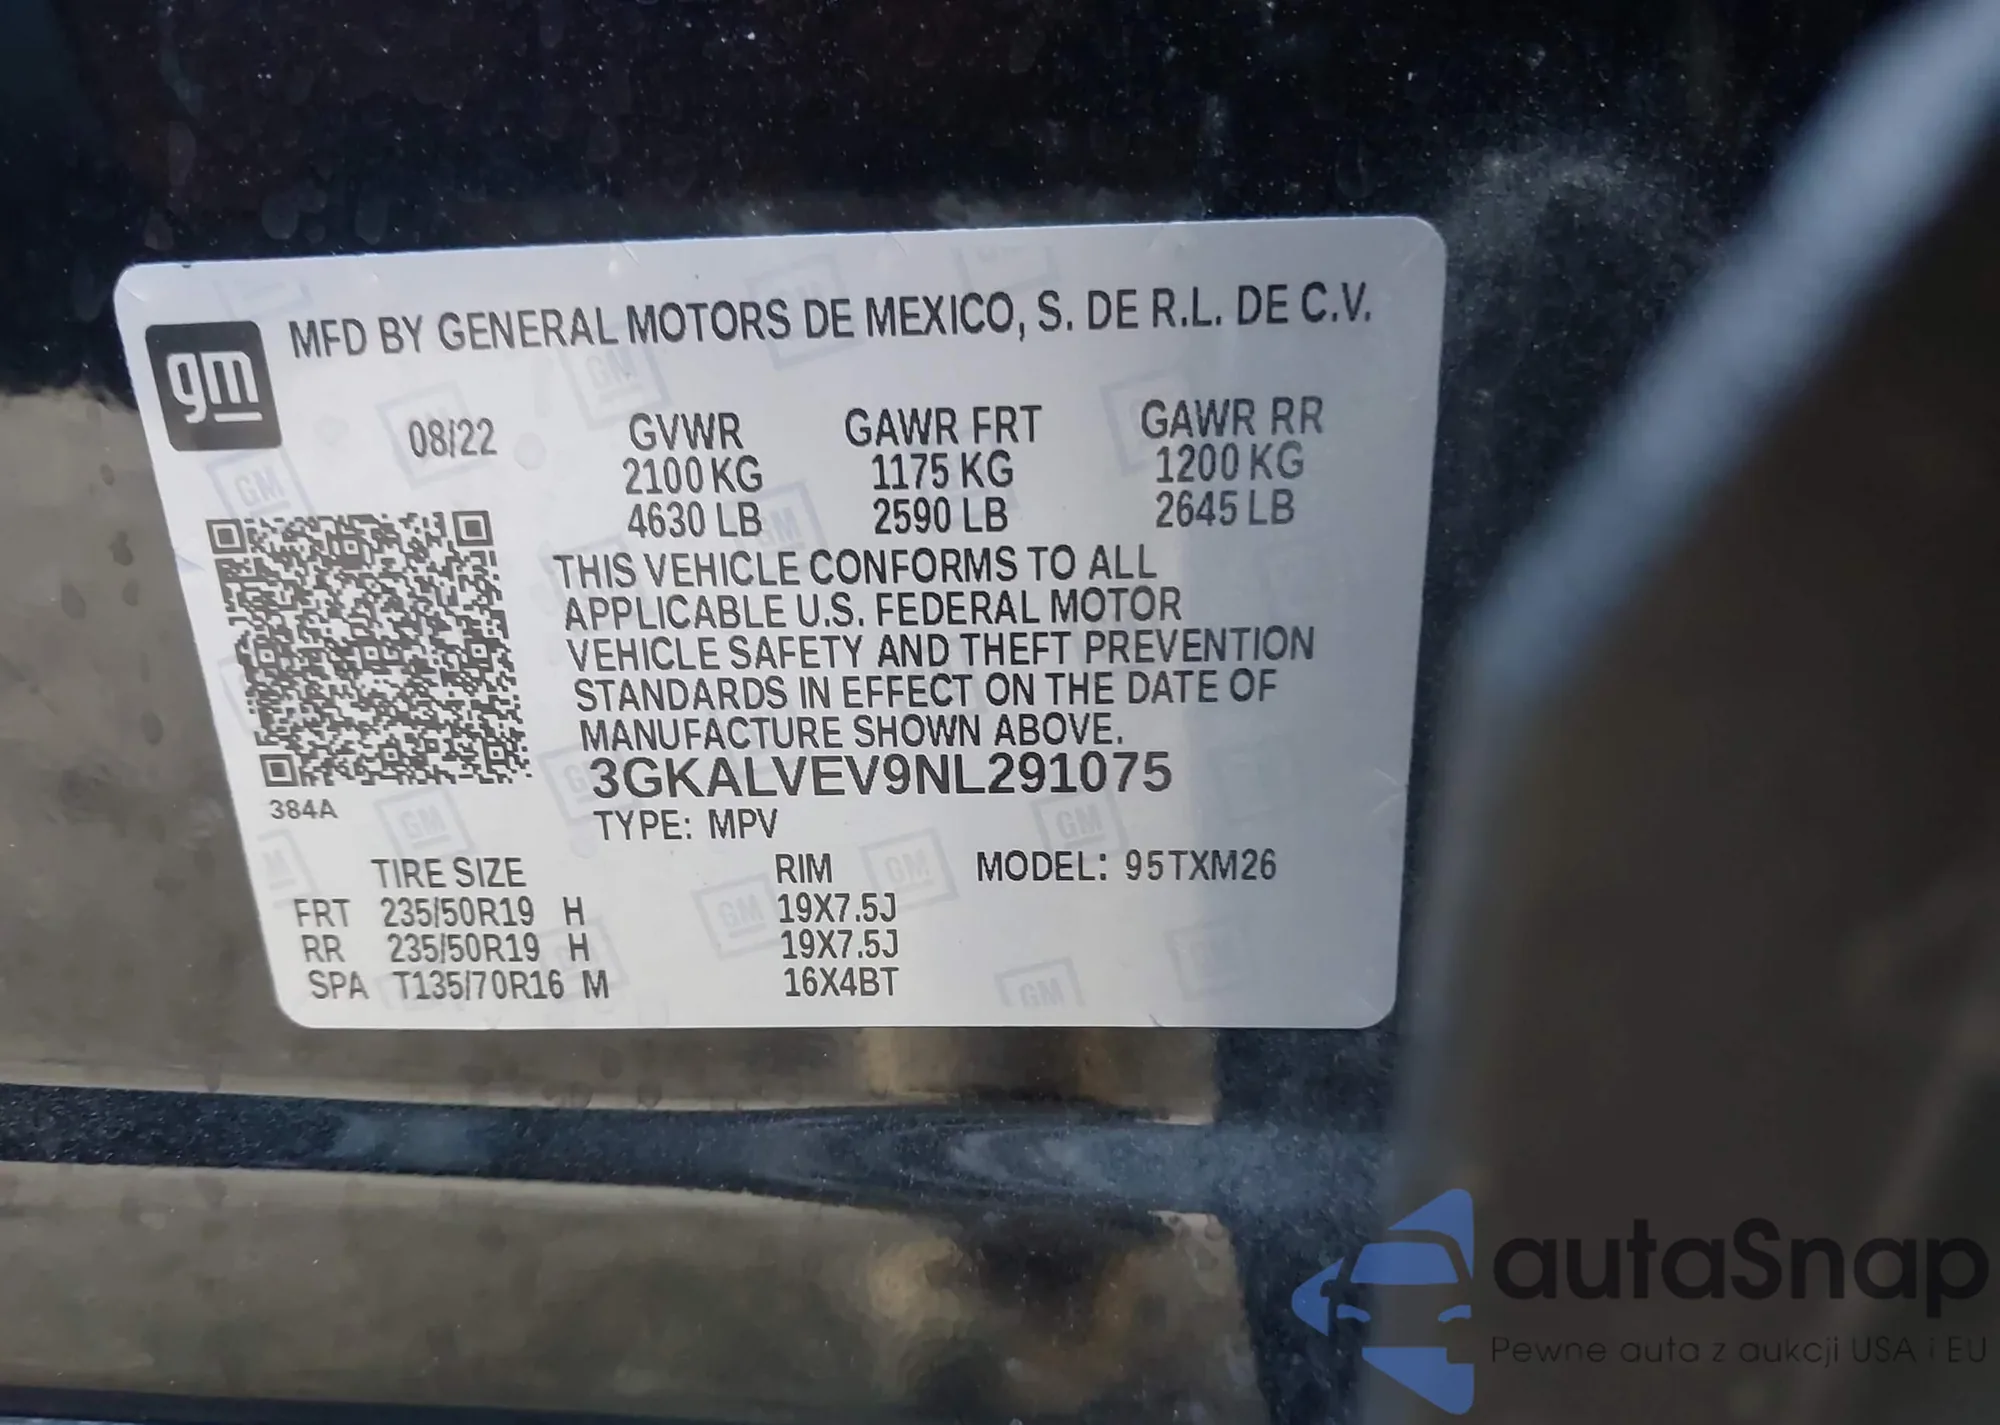 gm
MFD BY GENERAL MOTORS DE MEXICO, S. DE R.L. DE C.V.
08/22 GVWR GAWR FRT GAWR RR
2100 KG 1175 KG 1200 KG
4630 LB 2590 LB 2645 LB
THIS VEHICLE CONFORMS TO ALL
APPLICABLE U.S. FEDERAL MOTOR
VEHICLE SAFETY AND THEFT PREVENTION
STANDARDS IN EFFECT ON THE DATE OF
MANUFACTURE SHOWN ABOVE.
3GKALVEV9NL291075
384A
TYPE: MPV
TIRE SIZE RIM MODEL: 95TXM26
FRT 235/50R19 H 19X7.5J
RR 235/50R19 H 19X7.5J
SPA T135/70R16 M 16X4BT
autaSnap
Pewne auta z aukcji USA i EU